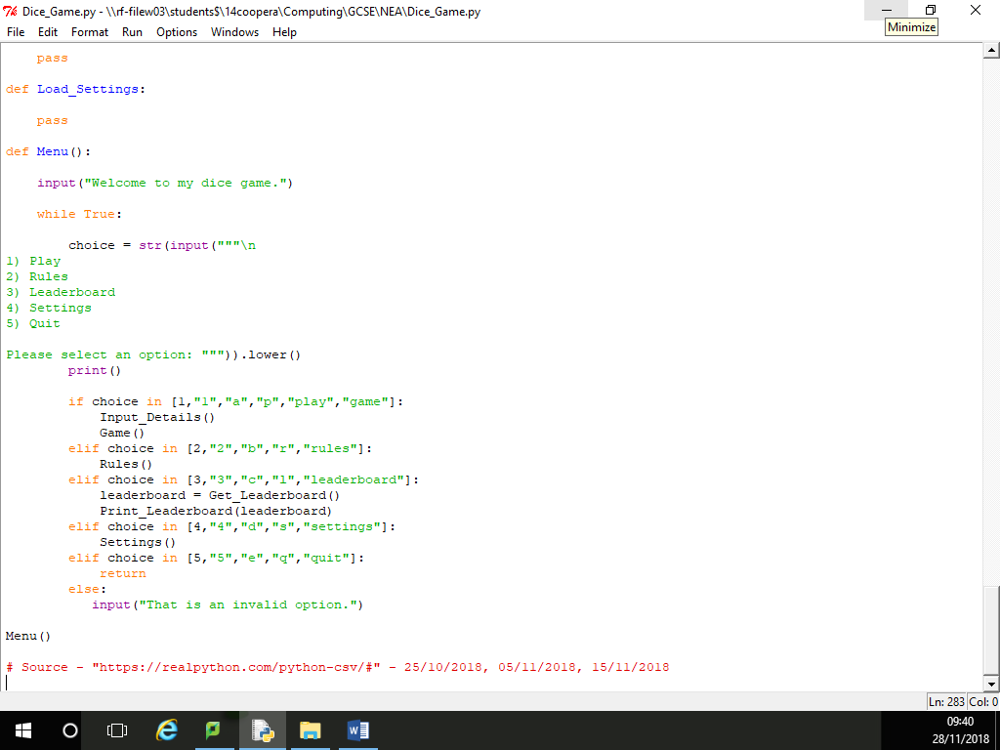 Dice_Game.py - \\rf-filew03\students$\14coopera\Computing\GCSE\NEA\Dice_Game.py
Minimize
File Edit Format Run Options Windows Help
    pass

def Load_Settings:

    pass

def Menu():

    input("Welcome to my dice game.")

    while True:

        choice = str(input("""\n
1) Play
2) Rules
3) Leaderboard
4) Settings
5) Quit

Please select an option: """)).lower()
        print()

        if choice in [1,"1","a","p","play","game"]:
            Input_Details()
            Game()
        elif choice in [2,"2","b","r","rules"]:
            Rules()
        elif choice in [3,"3","c","l","leaderboard"]:
            leaderboard = Get_Leaderboard()
            Print_Leaderboard(leaderboard)
        elif choice in [4,"4","d","s","settings"]:
            Settings()
        elif choice in [5,"5","e","q","quit"]:
            return
        else:
           input("That is an invalid option.")

Menu()

# Source - "https://realpython.com/python-csv/#" - 25/10/2018, 05/11/2018, 15/11/2018
Ln: 283 Col: 0
09:40
28/11/2018